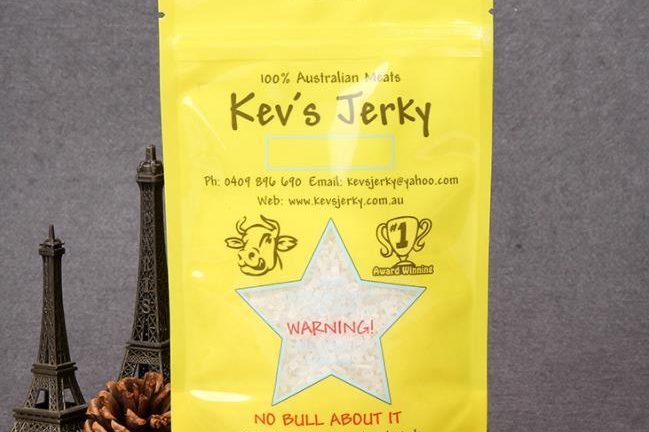 100% Australian Meats
Kev's Jerky
Ph: 0409 896 690 Email: kevsjerky@yahoo.com
Web: www.kevsjerky.com.au
#1
Award Winning
WARNING!
NO BULL ABOUT IT